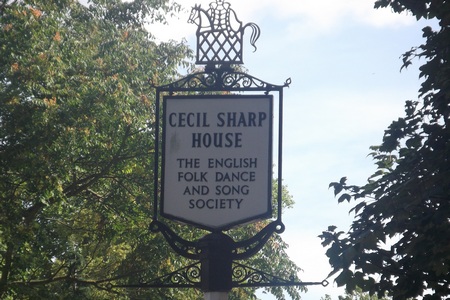 CECIL SHARP
HOUSE
THE ENGLISH
FOLK DANCE
AND SONG
SOCIETY